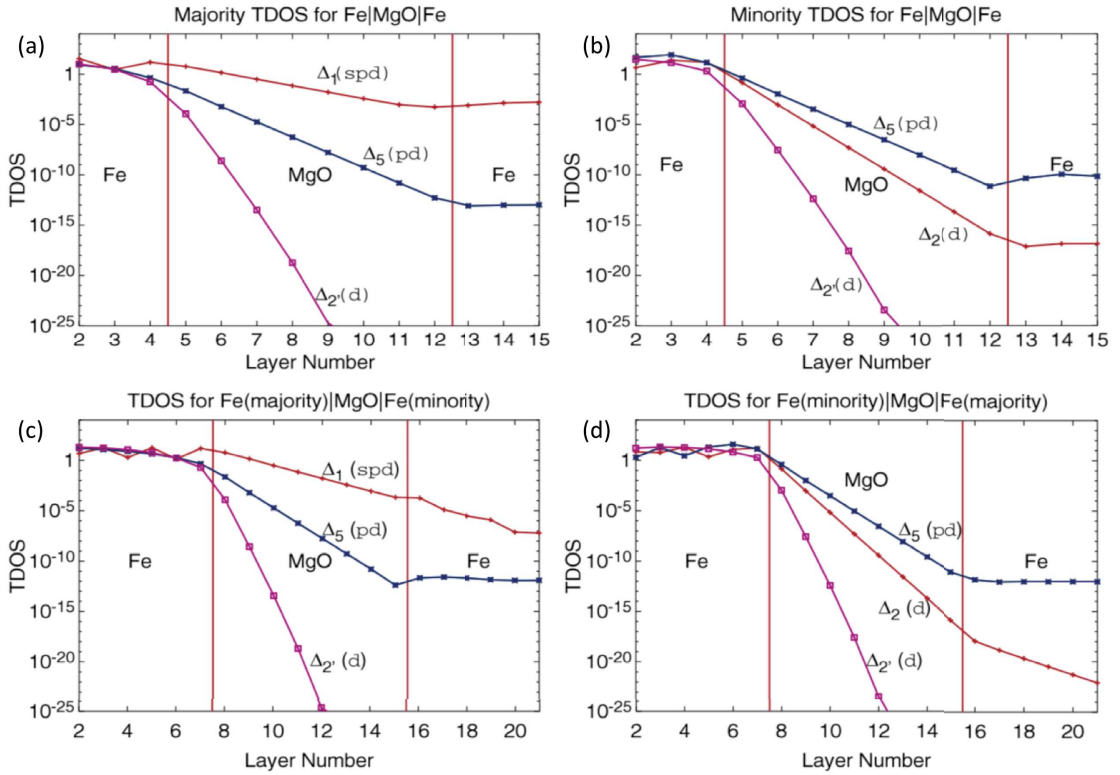 Majority TDOS for Fe|MgO|Fe
(a)
1
10-5
10-10
10-15
10-20
10-25
TDOS
Δ1(spd)
Δ5(pd)
Fe
MgO
Fe
Δ2'(d)
2 3 4 5 6 7 8 9 10 11 12 13 14 15
Layer Number
Minority TDOS for Fe|MgO|Fe
(b)
1
10-5
10-10
10-15
10-20
10-25
TDOS
Δ5(pd)
Fe
MgO
Fe
Δ2(d)
Δ2'(d)
2 3 4 5 6 7 8 9 10 11 12 13 14 15
Layer Number
TDOS for Fe(majority)|MgO|Fe(minority)
(c)
1
10-5
10-10
10-15
10-20
10-25
TDOS
Δ1 (spd)
Δ5 (pd)
Fe
MgO
Fe
Δ2' (d)
2 4 6 8 10 12 14 16 18 20
Layer Number
TDOS for Fe(minority)|MgO|Fe(majority)
(d)
1
10-5
10-10
10-15
10-20
10-25
TDOS
MgO
Δ5 (pd)
Fe
Fe
Δ2 (d)
Δ2' (d)
2 4 6 8 10 12 14 16 18 20
Layer Number